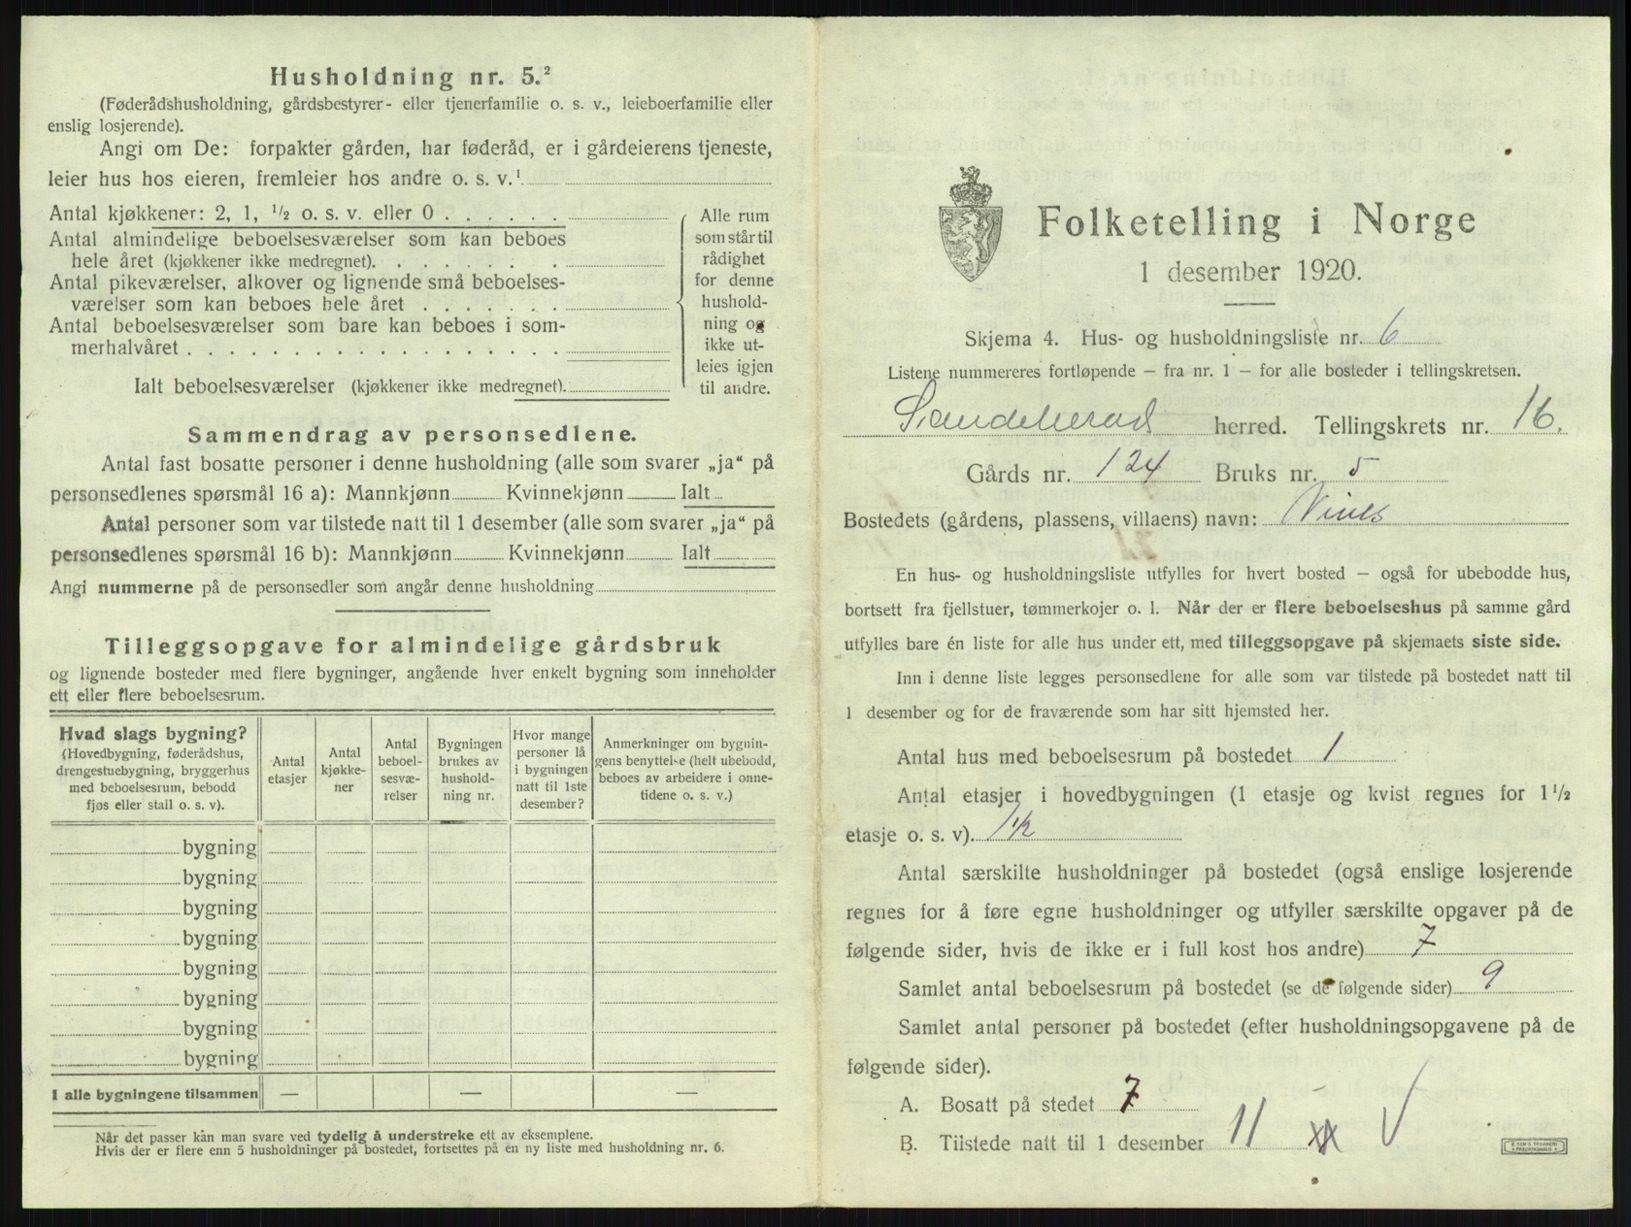 Husholdning nr. 5.²
(Føderådshusholdning, gårdsbestyrer- eller tjenerfamilie o. s. v., leieboerfamilie eller
enslig losjerende).
Angi om De: forpakter gården, har føderåd, er i gårdeierens tjeneste,
leier hus hos eieren, fremleier hos andre o. s. v.¹
Antal kjøkkener: 2, 1, ½ o. s. v. eller 0 . . . . . .
Antal almindelige beboelsesværelser som kan beboes
hele året (kjøkkener ikke medregnet). . . . . . . .
Antal pikeværelser, alkover og lignende små beboelses-
værelser som kan beboes hele året . . . . . . .
Antal beboelsesværelser som bare kan beboes i som-
merhalvåret . . . . . . . . . . . . . . . . . .
Ialt beboelsesværelser (kjøkkener ikke medregnet).
Alle rum
som står til
rådighet
for denne
hushold-
ning og
ikke ut-
leies igjen
til andre.
Sammendrag av personsedlene.
Antal fast bosatte personer i denne husholdning (alle som svarer „ja“ på
personsedlenes spørsmål 16 a): Mannkjønn Kvinnekjønn Ialt
Antal personer som var tilstede natt til 1 desember (alle som svarer „ja“ på
personsedlenes spørsmål 16 b): Mannkjønn Kvinnekjønn Ialt
Angi nummerne på de personsedler som angår denne husholdning
Tilleggsopgave for almindelige gårdsbruk
og lignende bosteder med flere bygninger, angående hver enkelt bygning som inneholder
ett eller flere beboelsesrum.
Hvad slags bygning?
(Hovedbygning, føderådshus,
drengestuebygning, bryggerhus
med beboelsesrum, bebodd
fjøs eller stall o. s. v).
Antal
etasjer
Antal
kjøkke-
ner
Antal
beboel-
sesvæ-
relser
Bygningen
brukes av
hushold-
ning nr.
Hvor mange
personer lå
i bygningen
natt til 1ste
desember?
Anmerkninger om bygnin-
gens benyttelse (helt ubebodd,
beboes av arbeidere i onne-
tidene o. s. v.)
bygning
bygning
bygning
bygning
bygning
bygning
bygning
bygning
I alle bygningene tilsammen — — —
Når det passer kan man svare ved tydelig å understreke ett av eksemplene.
Hvis der er flere enn 5 husholdninger på bostedet, fortsettes på en ny liste med husholdning nr. 6.
Folketelling i Norge
1 desember 1920.
Skjema 4. Hus- og husholdningsliste nr. 6
Listene nummereres fortløpende — fra nr. 1 — for alle bosteder i tellingskretsen.
Sandeherad herred. Tellingskrets nr. 16.
Gårds nr. 124 Bruks nr. 5
Bostedets (gårdens, plassens, villaens) navn: Vines
En hus- og husholdningsliste utfylles for hvert bosted — også for ubebodde hus,
bortsett fra fjellstuer, tømmerkojer o. l. Når der er flere beboelseshus på samme gård
utfylles bare én liste for alle hus under ett, med tilleggsopgave på skjemaets siste side.
Inn i denne liste legges personsedlene for alle som var tilstede på bostedet natt til
1 desember og for de fraværende som har sitt hjemsted her.
Antal hus med beboelsesrum på bostedet 1
Antal etasjer i hovedbygningen (1 etasje og kvist regnes for 1½
etasje o. s. v). 1½
Antal særskilte husholdninger på bostedet (også enslige losjerende
regnes for å føre egne husholdninger og utfyller særskilte opgaver på de
følgende sider, hvis de ikke er i full kost hos andre) 7
Samlet antal beboelsesrum på bostedet (se de følgende sider) 9
Samlet antal personer på bostedet (efter husholdningsopgavene på de
følgende sider).
A. Bosatt på stedet 7
B. Tilstede natt til 1 desember 11